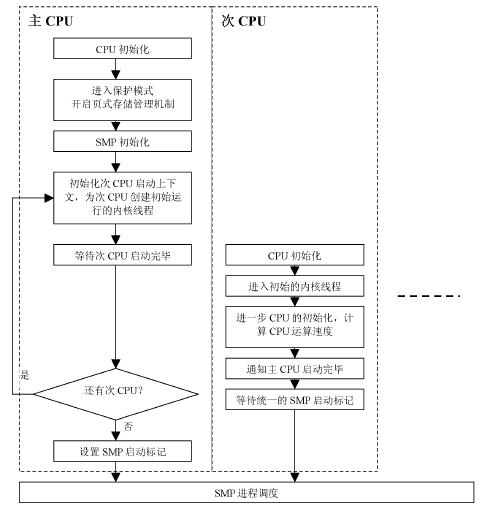 主 CPU
CPU 初始化
进入保护模式
开启页式存储管理机制
SMP 初始化
初始化次 CPU 启动上下
文，为次 CPU 创建初始运
行的内核线程
等待次 CPU 启动完毕
还有次 CPU?
是
否
设置 SMP 启动标记
次 CPU
CPU 初始化
进入初始的内核线程
进一步 CPU 的初始化，计
算 CPU 运算速度
通知主 CPU 启动完毕
等待统一的 SMP 启动标记
SMP 进程调度